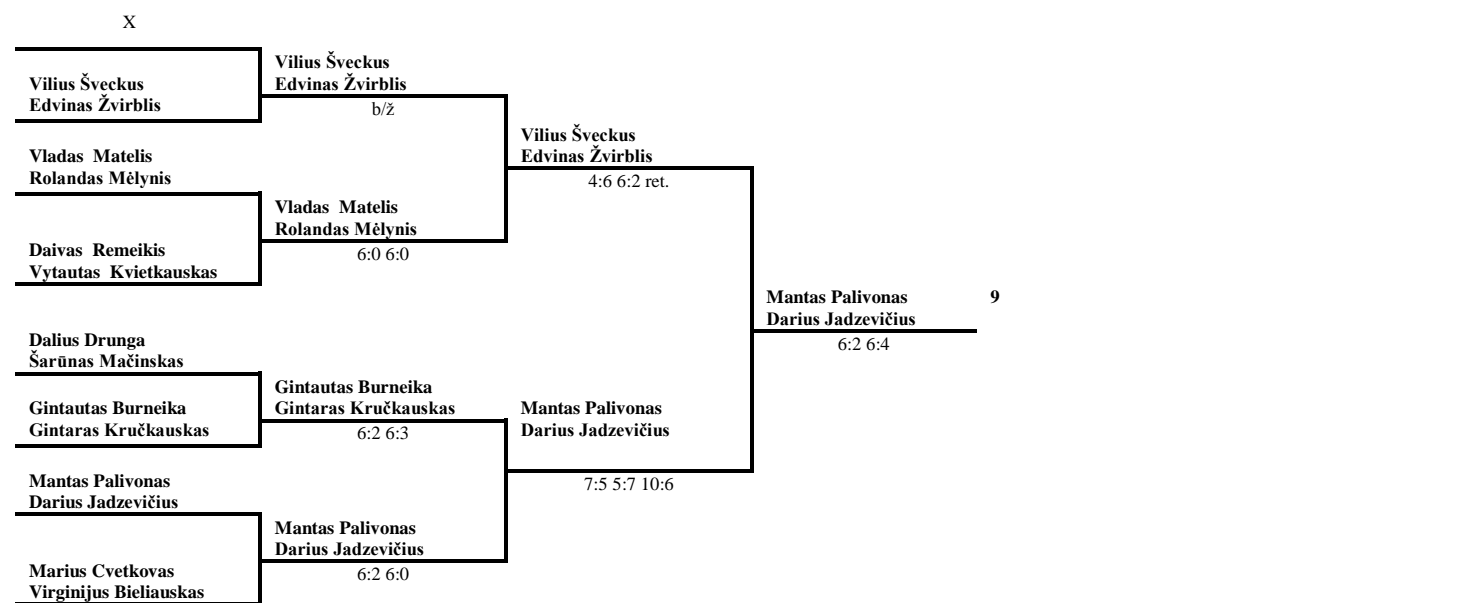 X
Vilius Šveckus
Edvinas Žvirblis
Vladas  Matelis
Rolandas Mėlynis
Daivas  Remeikis
Vytautas  Kvietkauskas
Dalius Drunga
Šarūnas Mačinskas
Gintautas Burneika
Gintaras Kručkauskas
Mantas Palivonas
Darius Jadzevičius
Marius Cvetkovas
Virginijus Bieliauskas
Vilius Šveckus
Edvinas Žvirblis
b/ž
Vladas  Matelis
Rolandas Mėlynis
6:0 6:0
Gintautas Burneika
Gintaras Kručkauskas
6:2 6:3
Mantas Palivonas
Darius Jadzevičius
6:2 6:0
Vilius Šveckus
Edvinas Žvirblis
4:6 6:2 ret.
Mantas Palivonas
Darius Jadzevičius
7:5 5:7 10:6
Mantas Palivonas
Darius Jadzevičius
6:2 6:4
9